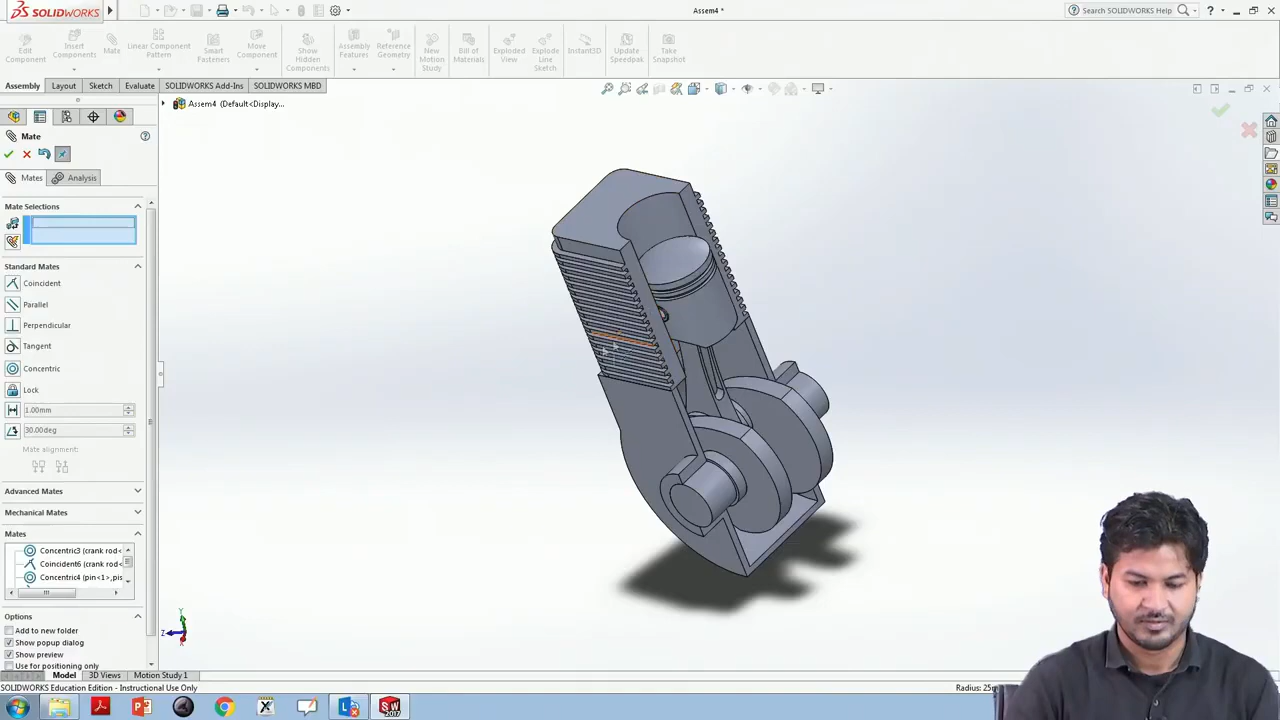 SOLIDWORKS
Assem4 *
Search SOLIDWORKS Help
Edit Component
Insert Components
Mate
Linear Component Pattern
Smart Fasteners
Move Component
Show Hidden Components
Assembly Features
Reference Geometry
New Motion Study
Bill of Materials
Exploded View
Explode Line Sketch
Instant3D
Update Speedpak
Take Snapshot
Assembly
Layout
Sketch
Evaluate
SOLIDWORKS Add-Ins
SOLIDWORKS MBD
Assem4 (Default<Display...
Mate
Mates
Analysis
Mate Selections
Standard Mates
Coincident
Parallel
Perpendicular
Tangent
Concentric
Lock
1.00mm
30.00deg
Mate alignment:
Advanced Mates
Mechanical Mates
Mates
Concentric3 (crank rod<
Coincident6 (crank rod<
Concentric4 (pin<1>,pis
Options
Add to new folder
Show popup dialog
Show preview
Use for positioning only
Y
Z
X
Model
3D Views
Motion Study 1
SOLIDWORKS Education Edition - Instructional Use Only